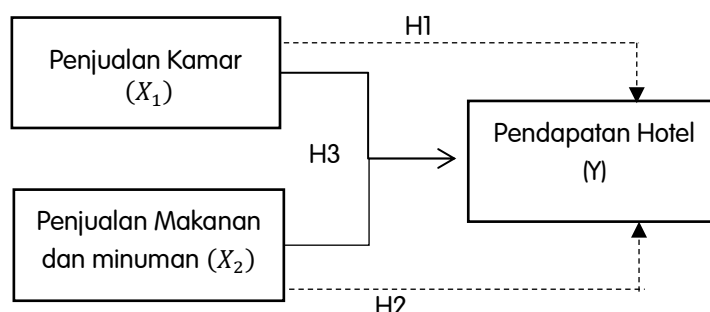 H1
Penjualan Kamar
(𝑋₁)
Pendapatan Hotel
(Y)
H3
Penjualan Makanan
dan minuman (𝑋₂)
H2